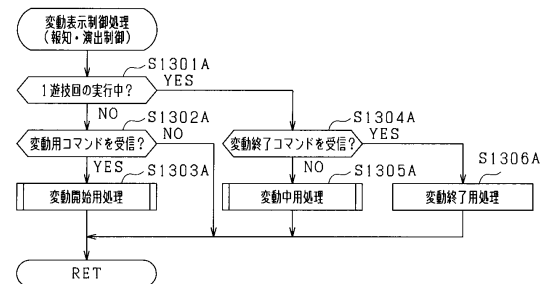 変動表示制御処理
(報知・演出制御)
S1301A
1遊技回の実行中?
YES
NO
S1302A
変動用コマンドを受信?
NO
YES
S1303A
変動開始用処理
S1304A
変動終了コマンドを受信?
YES
NO
S1305A
変動中用処理
S1306A
変動終了用処理
RET